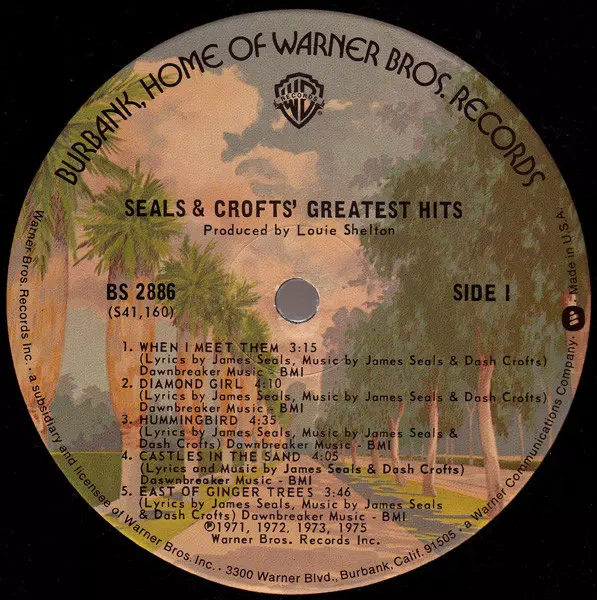 BURBANK, HOME OF WARNER BROS. RECORDS
WB
RECORDS
SEALS & CROFTS' GREATEST HITS
Produced by Louie Shelton
BS 2886
(S41,160)
SIDE 1
1. WHEN I MEET THEM 3:15
(Lyrics by James Seals, Music by James Seals & Dash Crofts)
Dawnbreaker Music - BMI
2. DIAMOND GIRL 4:10
(Lyrics by James Seals, Music by James Seals & Dash Crofts)
Dawnbreaker Music - BMI
3. HUMMINGBIRD 4:35
(Lyrics by James Seals, Music by James Seals &
Dash Crofts) Dawnbreaker Music - BMI
4. CASTLES IN THE SAND 4:05
(Lyrics and Music by James Seals & Dash Crofts)
Daswnbreaker Music - BMI
5. EAST OF GINGER TREES 3:46
(Lyrics by James Seals, Music by James Seals
& Dash Crofts) Dawnbreaker Music - BMI
℗1971, 1972, 1973, 1975
Warner Bros. Records Inc.
Warner Bros. Records Inc. • a subsidiary and licensee of Warner Bros. Inc. • 3300 Warner Blvd., Burbank, Calif. 91505 • a Warner Communications Company • Made in U.S.A.